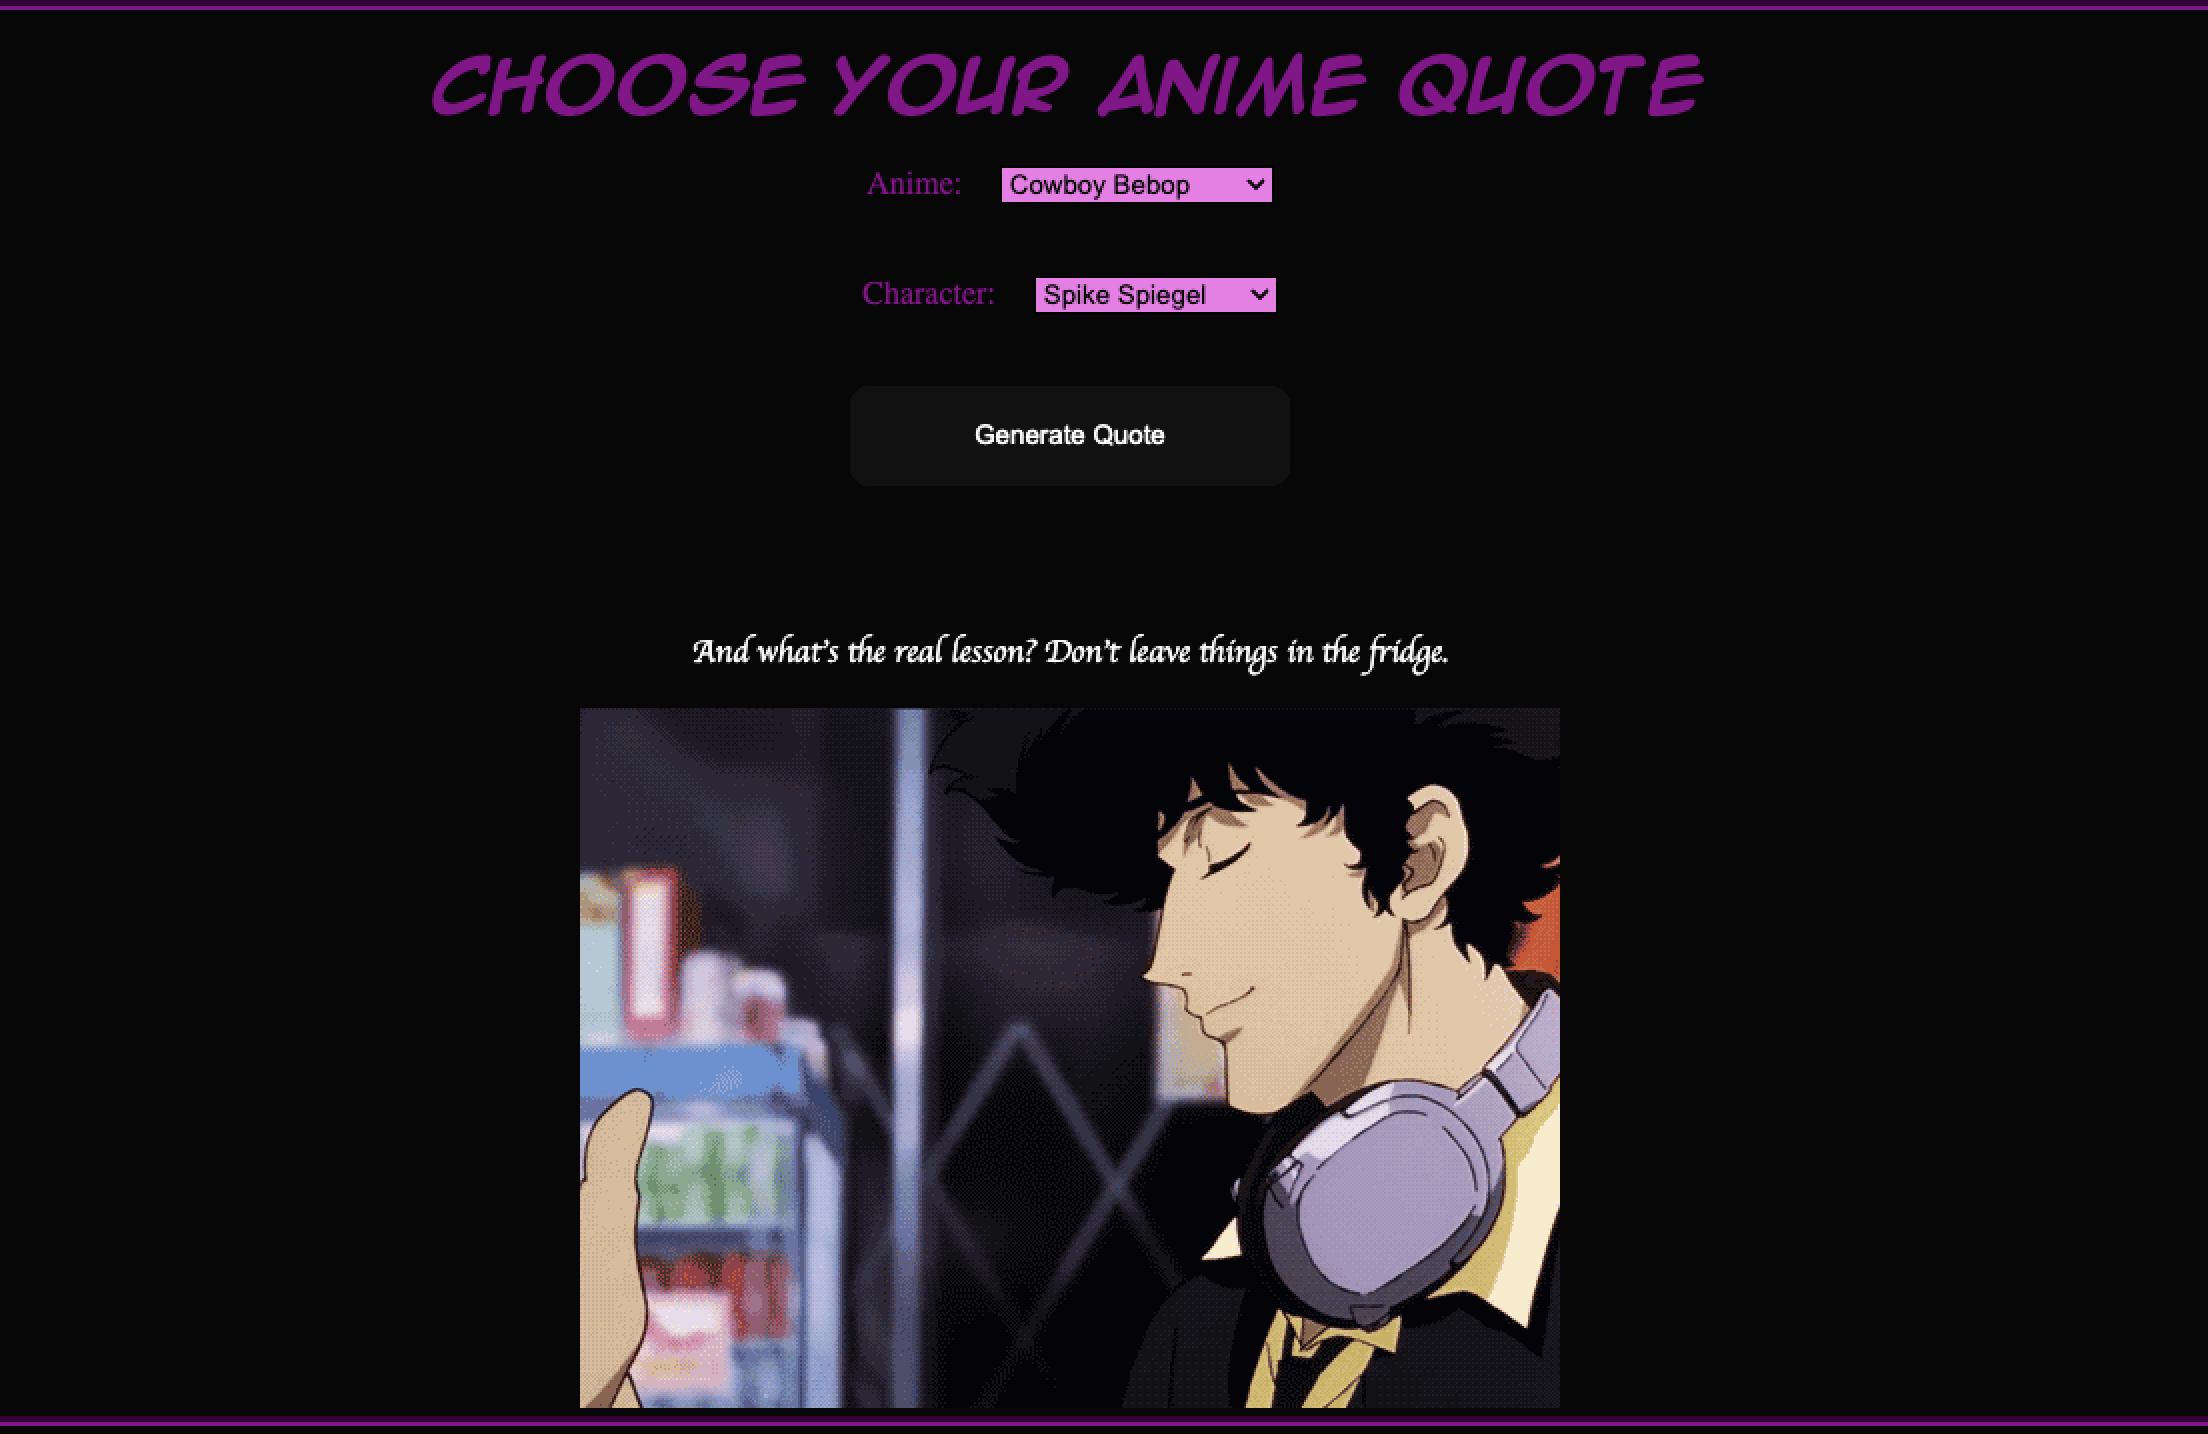 CHOOSE YOUR ANIME QUOTE
Anime: Cowboy Bebop
Character: Spike Spiegel
Generate Quote
And what's the real lesson? Don't leave things in the fridge.